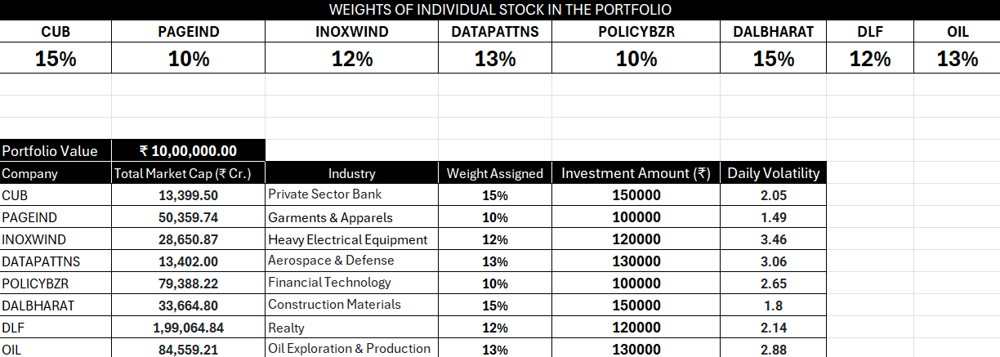 WEIGHTS OF INDIVIDUAL STOCK IN THE PORTFOLIO
CUB PAGEIND INOXWIND DATAPATTNS POLICYBZR DALBHARAT DLF OIL
15% 10% 12% 13% 10% 15% 12% 13%
Portfolio Value ₹ 10,00,000.00
Company Total Market Cap (₹ Cr.) Industry Weight Assigned Investment Amount (₹) Daily Volatility
CUB 13,399.50 Private Sector Bank 15% 150000 2.05
PAGEIND 50,359.74 Garments & Apparels 10% 100000 1.49
INOXWIND 28,650.87 Heavy Electrical Equipment 12% 120000 3.46
DATAPATTNS 13,402.00 Aerospace & Defense 13% 130000 3.06
POLICYBZR 79,388.22 Financial Technology 10% 100000 2.65
DALBHARAT 33,664.80 Construction Materials 15% 150000 1.8
DLF 1,99,064.84 Realty 12% 120000 2.14
OIL 84,559.21 Oil Exploration & Production 13% 130000 2.88